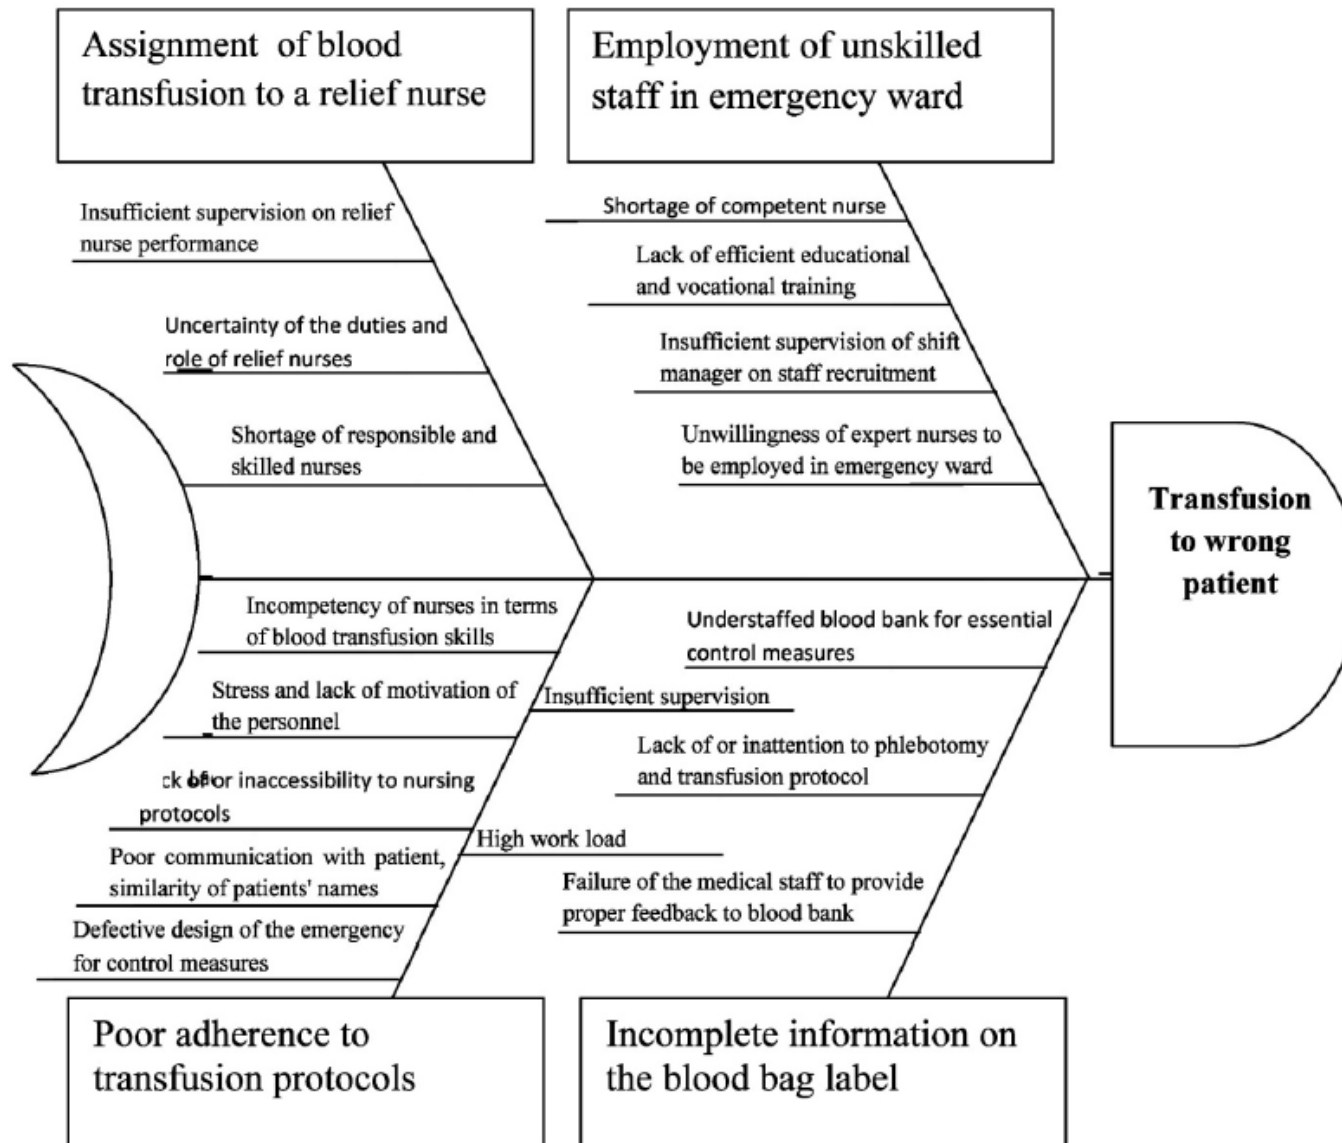 Assignment of blood
transfusion to a relief nurse
Employment of unskilled
staff in emergency ward
Insufficient supervision on relief
nurse performance
Uncertainty of the duties and
role of relief nurses
Shortage of responsible and
skilled nurses
Shortage of competent nurse
Lack of efficient educational
and vocational training
Insufficient supervision of shift
manager on staff recruitment
Unwillingness of expert nurses to
be employed in emergency ward
Transfusion
to wrong
patient
Incompetency of nurses in terms
of blood transfusion skills
Stress and lack of motivation of
the personnel
ck of or inaccessibility to nursing
protocols
Poor communication with patient,
similarity of patients' names
Defective design of the emergency
for control measures
Insufficient supervision
High work load
Understaffed blood bank for essential
control measures
Lack of or inattention to phlebotomy
and transfusion protocol
Failure of the medical staff to provide
proper feedback to blood bank
Poor adherence to
transfusion protocols
Incomplete information on
the blood bag label